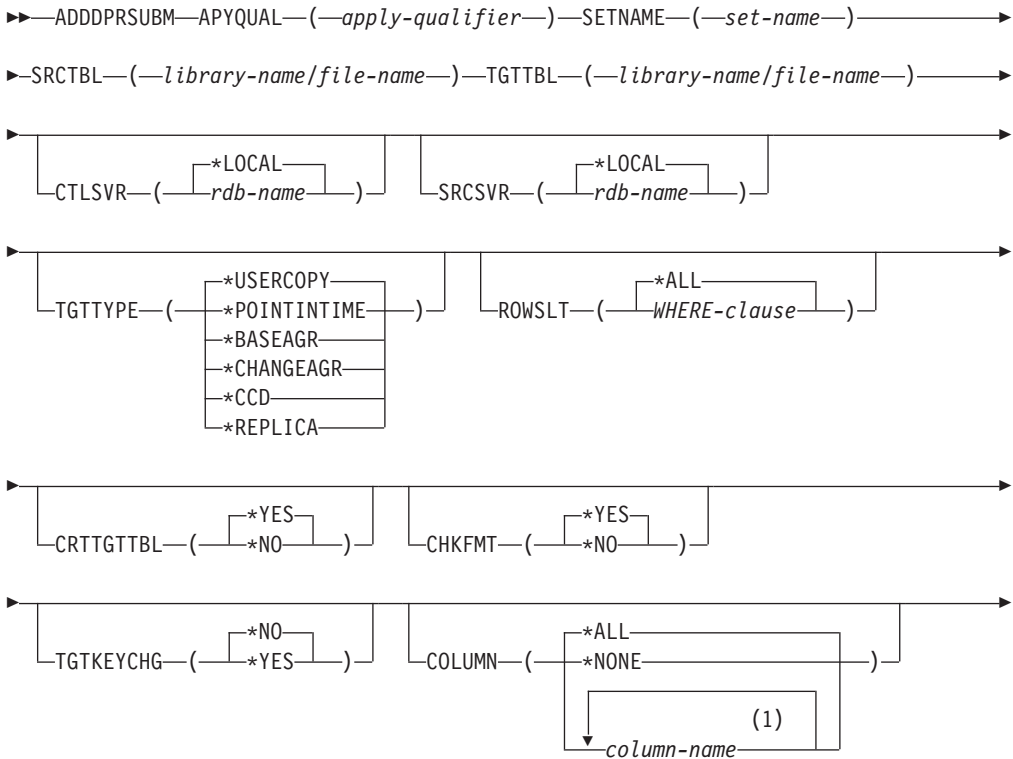 ADDDPRSUBM APYQUAL ( apply-qualifier ) SETNAME ( set-name )
SRCTBL ( library-name/file-name ) TGTTBL ( library-name/file-name )
*LOCAL *LOCAL
CTLSVR ( rdb-name ) SRCSVR ( rdb-name )
*USERCOPY *ALL
TGTTYPE ( *POINTINTIME ) ROWSLT ( WHERE-clause )
*BASEAGR
*CHANGEAGR
*CCD
*REPLICA
*YES *YES
CRTTGTTBL ( *NO ) CHKFMT ( *NO )
*NO *ALL
TGTKEYCHG ( *YES ) COLUMN ( *NONE )
(1)
column-name